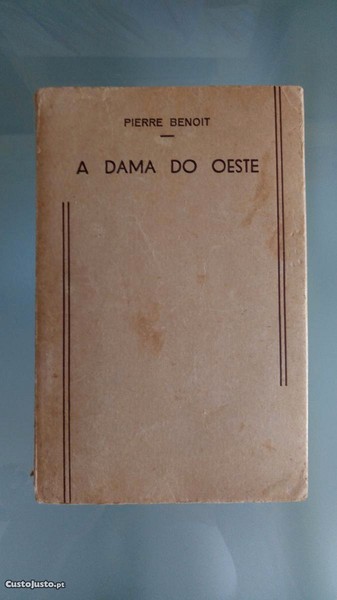 PIERRE BENOIT
A DAMA DO OESTE
CustoJusto.pt